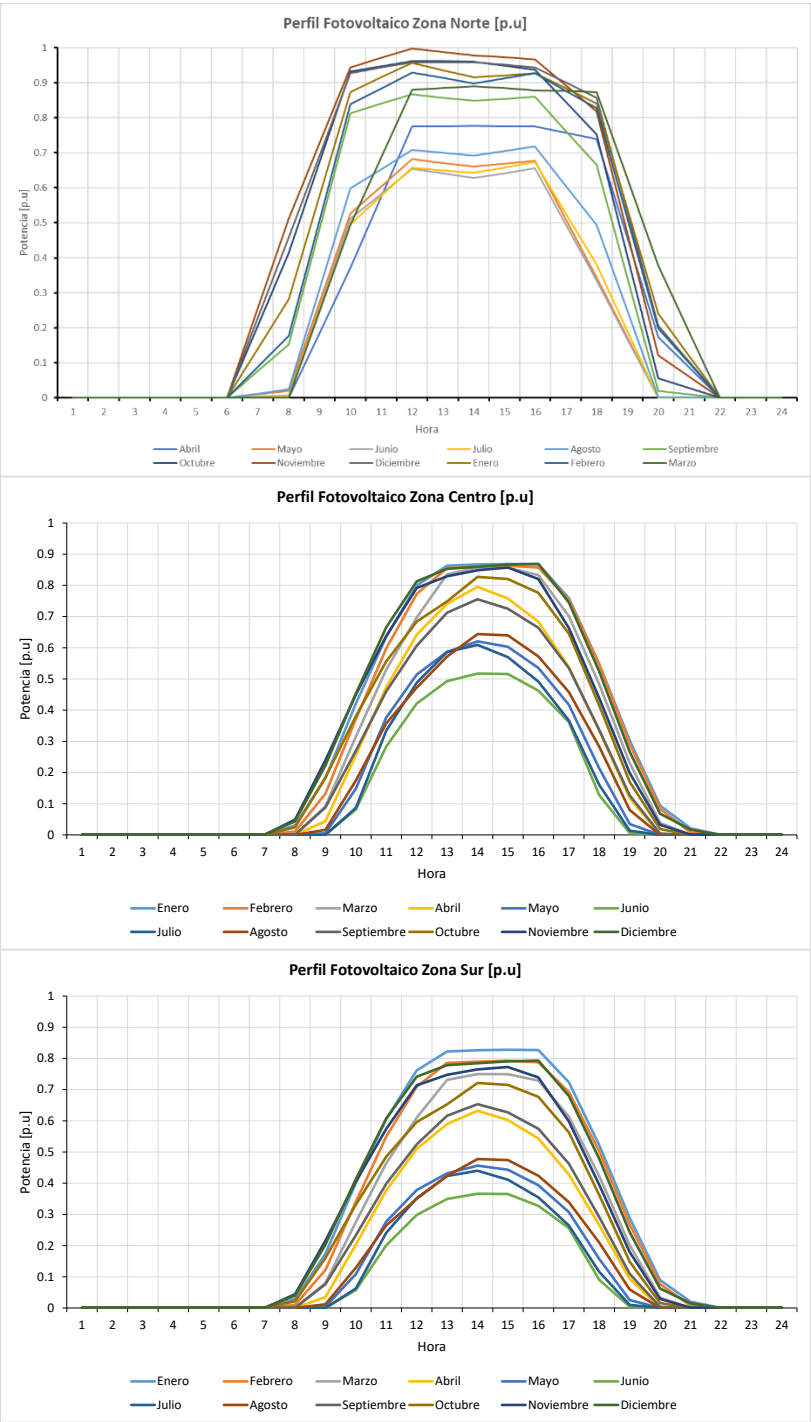 Perfil Fotovoltaico Zona Norte [p.u]
1
0.9
0.8
0.7
0.6
0.5
0.4
0.3
0.2
0.1
0
Potencia [p.u]
1 2 3 4 5 6 7 8 9 10 11 12 13 14 15 16 17 18 19 20 21 22 23 24
Hora
Abril Mayo Junio Julio Agosto Septiembre
Octubre Noviembre Diciembre Enero Febrero Marzo
Perfil Fotovoltaico Zona Centro [p.u]
1
0.9
0.8
0.7
0.6
0.5
0.4
0.3
0.2
0.1
0
Potencia [p.u]
1 2 3 4 5 6 7 8 9 10 11 12 13 14 15 16 17 18 19 20 21 22 23 24
Hora
Enero Febrero Marzo Abril Mayo Junio
Julio Agosto Septiembre Octubre Noviembre Diciembre
Perfil Fotovoltaico Zona Sur [p.u]
1
0.9
0.8
0.7
0.6
0.5
0.4
0.3
0.2
0.1
0
Potencia [p.u]
1 2 3 4 5 6 7 8 9 10 11 12 13 14 15 16 17 18 19 20 21 22 23 24
Hora
Enero Febrero Marzo Abril Mayo Junio
Julio Agosto Septiembre Octubre Noviembre Diciembre